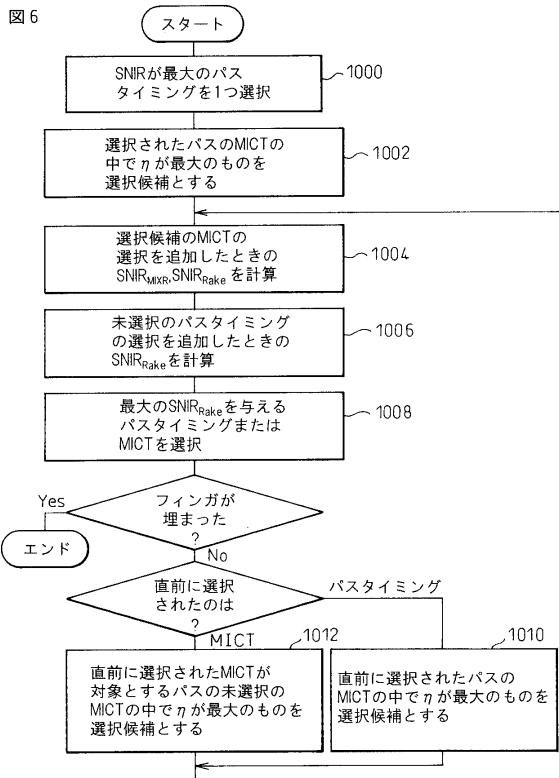 図6
スタート
SNIRが最大のパス
タイミングを1つ選択
1000
選択されたパスのMICTの
中でηが最大のものを
選択候補とする
1002
選択候補のMICTの
選択を追加したときの
SNIRMIXR,SNIRRakeを計算
1004
未選択のパスタイミング
の選択を追加したときの
SNIRRakeを計算
1006
最大のSNIRRakeを与える
パスタイミングまたは
MICTを選択
1008
フィンガが
埋まった
?
Yes
エンド
No
直前に選択
されたのは
?
パスタイミング
MICT
1012
直前に選択されたMICTが
対象とするパスの未選択の
MICTの中でηが最大のものを
選択候補とする
1010
直前に選択されたパスの
MICTの中でηが最大のものを
選択候補とする